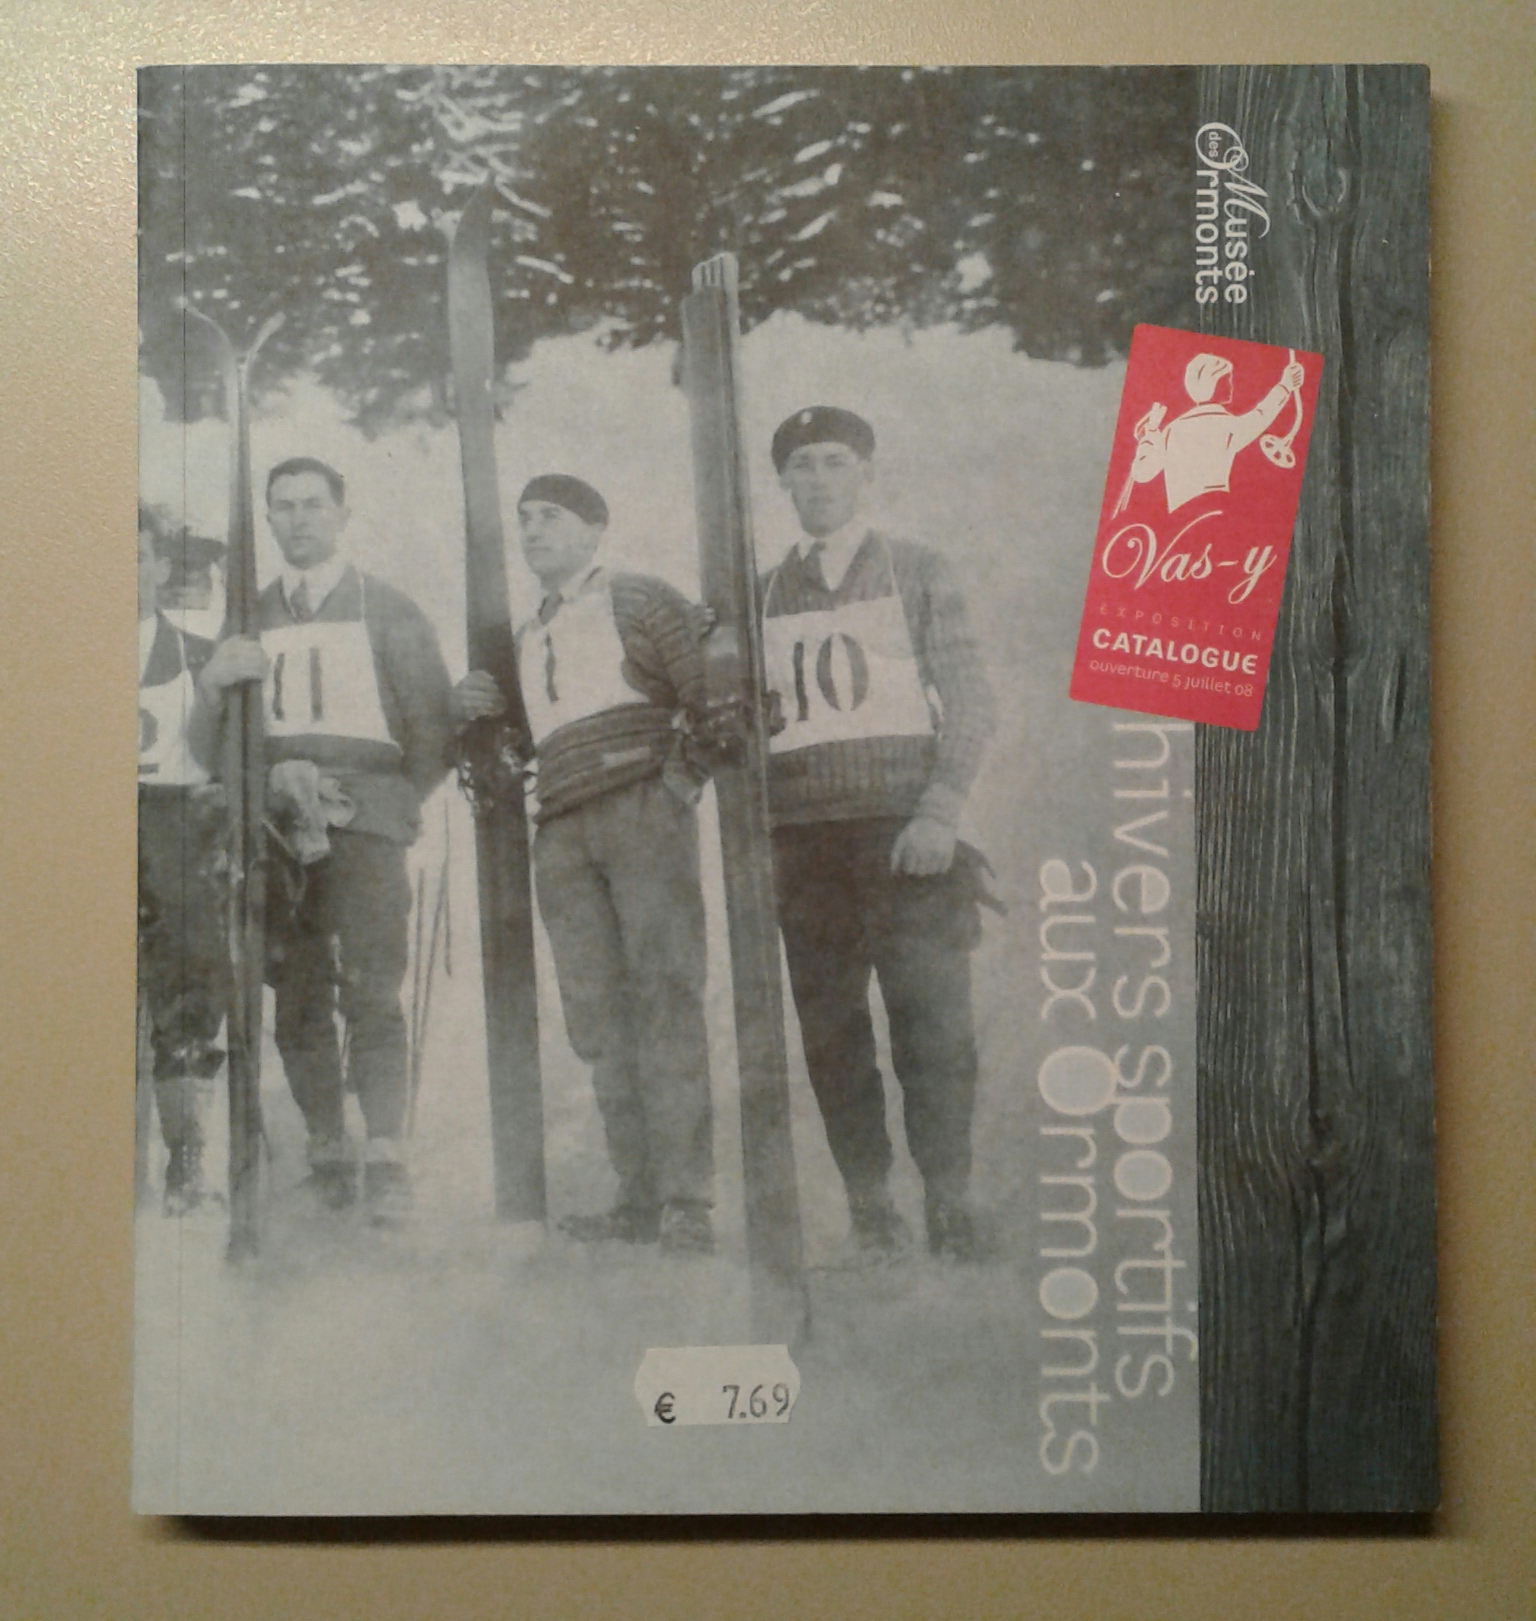 Musée
des Ormonts
Vas-y
EXPOSITION
CATALOGUE
ouverture 5 juillet 08
hivers sportifs
aux Ormonts
11
1
10
€ 7.69